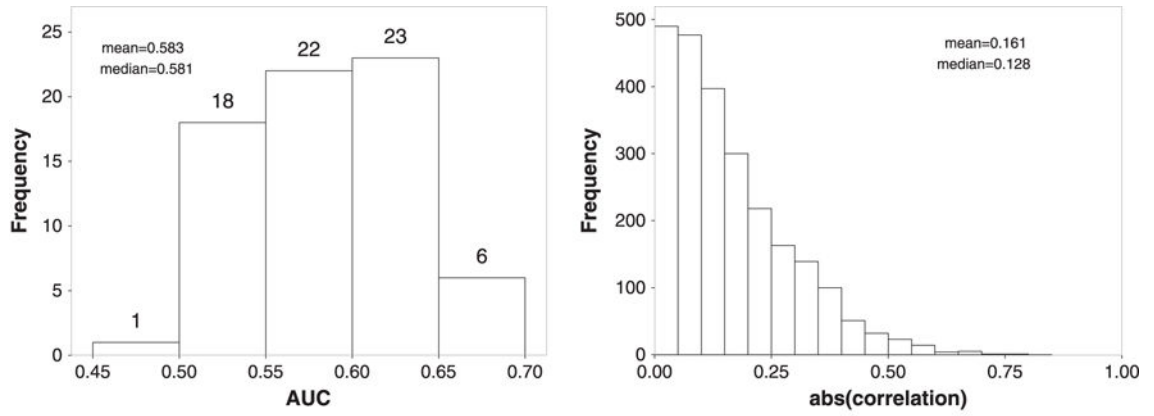 25
20
15
10
5
0
Frequency
mean=0.583
median=0.581
1
18
22
23
6
0.45 0.50 0.55 0.60 0.65 0.70
AUC
500
400
300
200
100
0
Frequency
mean=0.161
median=0.128
0.00 0.25 0.50 0.75 1.00
abs(correlation)